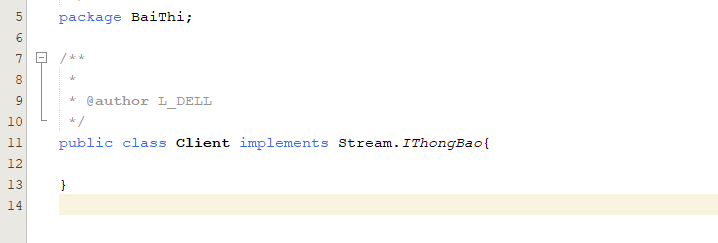 5 package BaiThi;
6
7 /**
8 *
9 * @author L_DELL
10 */
11 public class Client implements Stream.IThongBao{
12
13 }
14